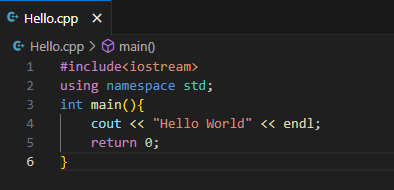 Hello.cpp
Hello.cpp > main()
1 #include<iostream>
2 using namespace std;
3 int main(){
4     cout << "Hello World" << endl;
5     return 0;
6 }